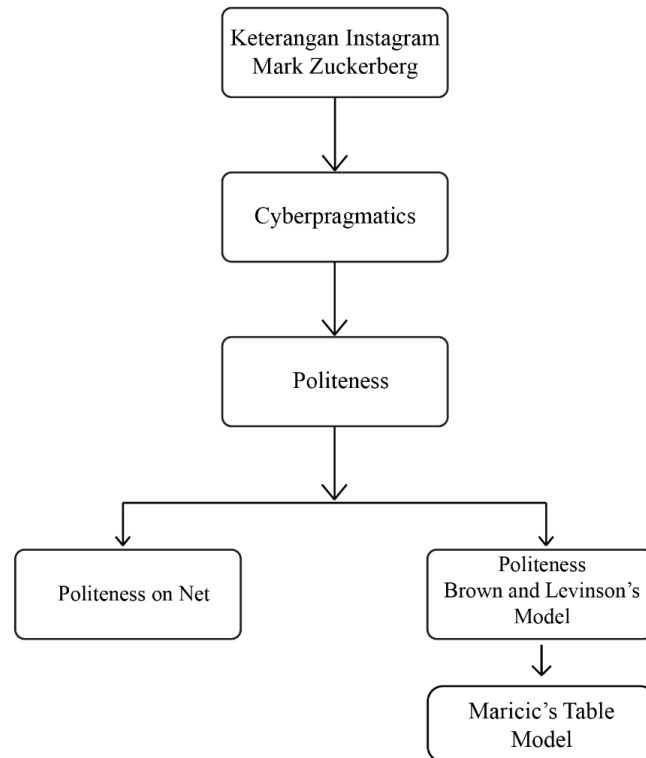 Keterangan Instagram
Mark Zuckerberg
Cyberpragmatics
Politeness
Politeness on Net
Politeness
Brown and Levinson's
Model
Maricic's Table
Model